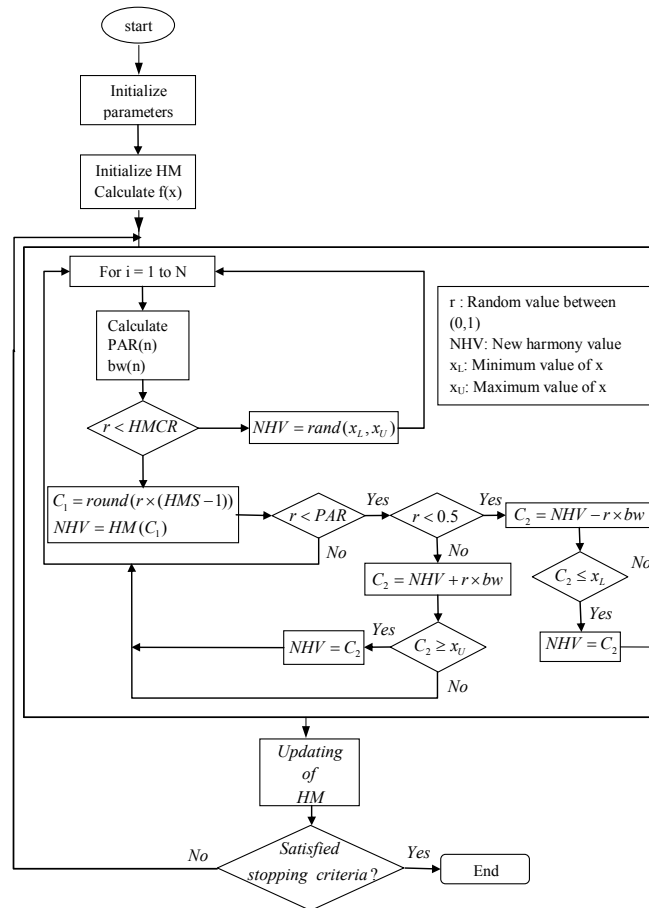 start
Initialize
parameters
Initialize HM
Calculate f(x)
For i = 1 to N
Calculate
PAR(n)
bw(n)
r : Random value between
(0,1)
NHV: New harmony value
x_L: Minimum value of x
x_U: Maximum value of x
r < HMCR
NHV = rand(x_L, x_U)
C_1 = round(r × (HMS − 1))
NHV = HM(C_1)
r < PAR
Yes
r < 0.5
Yes
C_2 = NHV − r × bw
No
No
C_2 = NHV + r × bw
C_2 ≤ x_L
No
Yes
NHV = C_2
Yes
C_2 ≥ x_U
NHV = C_2
No
Updating
of
HM
No
Satisfied
stopping criteria?
Yes
End